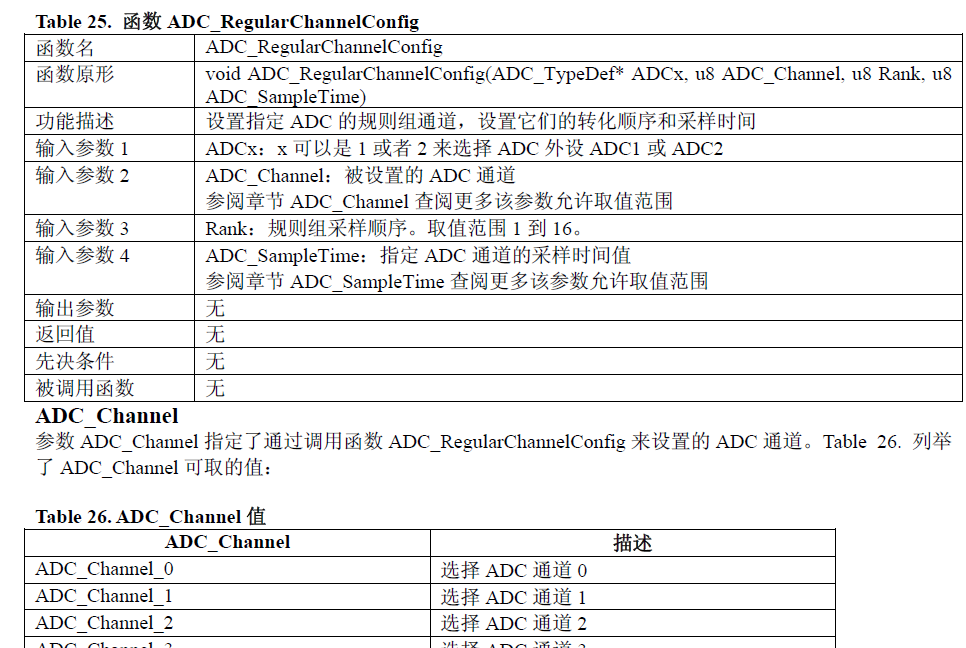 Table 25. 函数 ADC_RegularChannelConfig
函数名 ADC_RegularChannelConfig
函数原形 void ADC_RegularChannelConfig(ADC_TypeDef* ADCx, u8 ADC_Channel, u8 Rank, u8
ADC_SampleTime)
功能描述 设置指定 ADC 的规则组通道，设置它们的转化顺序和采样时间
输入参数 1 ADCx：x 可以是 1 或者 2 来选择 ADC 外设 ADC1 或 ADC2
输入参数 2 ADC_Channel：被设置的 ADC 通道
参阅章节 ADC_Channel 查阅更多该参数允许取值范围
输入参数 3 Rank：规则组采样顺序。取值范围 1 到 16。
输入参数 4 ADC_SampleTime：指定 ADC 通道的采样时间值
参阅章节 ADC_SampleTime 查阅更多该参数允许取值范围
输出参数 无
返回值 无
先决条件 无
被调用函数 无
ADC_Channel
参数 ADC_Channel 指定了通过调用函数 ADC_RegularChannelConfig 来设置的 ADC 通道。Table 26. 列举
了 ADC_Channel 可取的值：
Table 26. ADC_Channel 值
ADC_Channel 描述
ADC_Channel_0 选择 ADC 通道 0
ADC_Channel_1 选择 ADC 通道 1
ADC_Channel_2 选择 ADC 通道 2
ADC_Channel_3 选择 ADC 通道 3